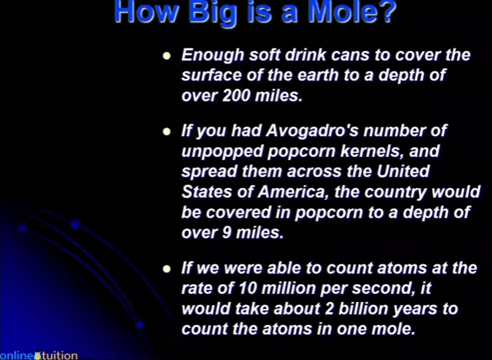 How Big is a Mole?
Enough soft drink cans to cover the
surface of the earth to a depth of
over 200 miles.
If you had Avogadro's number of
unpopped popcorn kernels, and
spread them across the United
States of America, the country would
be covered in popcorn to a depth of
over 9 miles.
If we were able to count atoms at the
rate of 10 million per second, it
would take about 2 billion years to
count the atoms in one mole.
onlinetuition